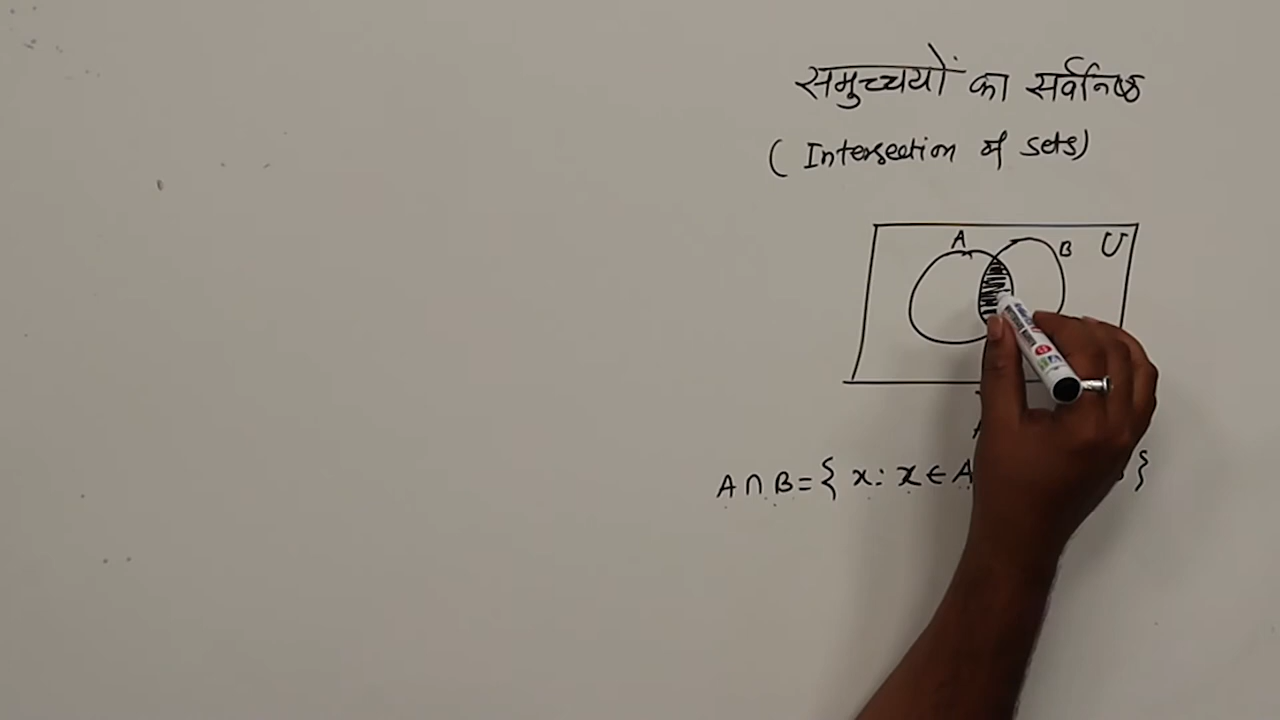 समुच्चयों का सर्वनिष्ठ
(Intersection of sets)
A B U
A ∩ B = { x : x ∈ A }